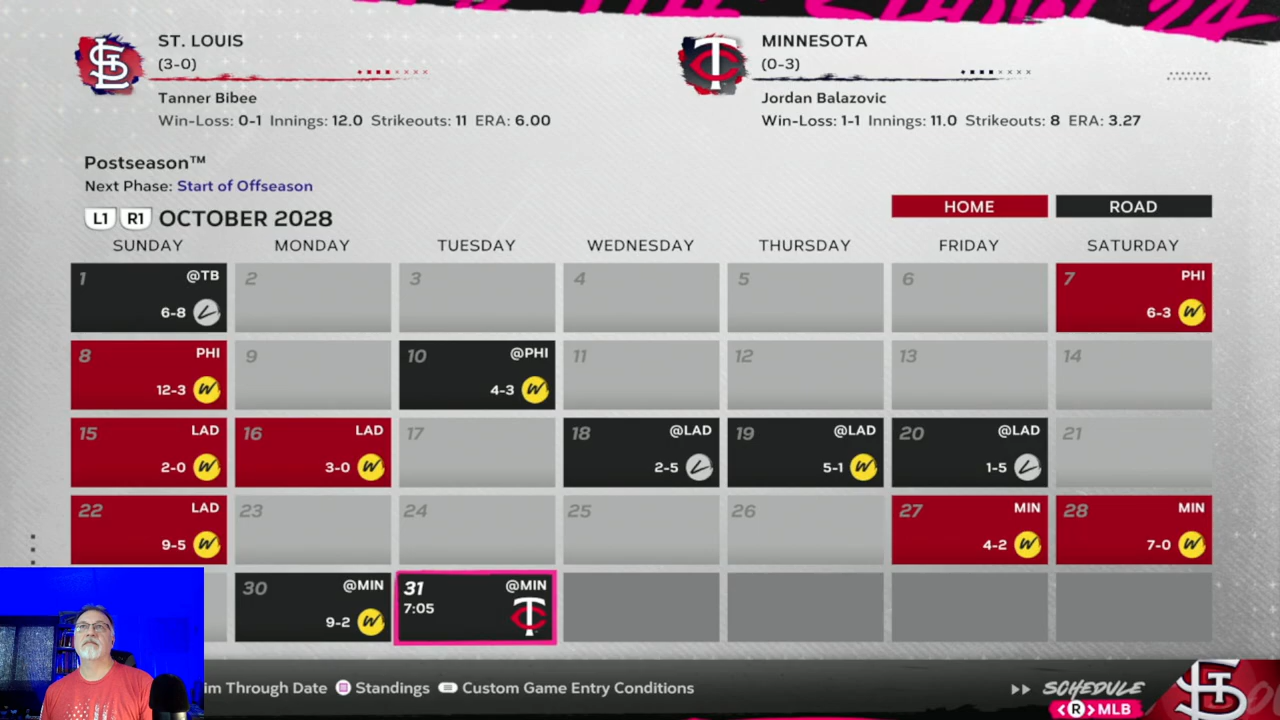 ST. LOUIS
(3-0)
Tanner Bibee
Win-Loss: 0-1 Innings: 12.0 Strikeouts: 11 ERA: 6.00
MINNESOTA
(0-3)
Jordan Balazovic
Win-Loss: 1-1 Innings: 11.0 Strikeouts: 8 ERA: 3.27
Postseason™
Next Phase: Start of Offseason
L1 R1 OCTOBER 2028
HOME ROAD
SUNDAY MONDAY TUESDAY WEDNESDAY THURSDAY FRIDAY SATURDAY
1 @TB 2 3 4 5 6 7 PHI
6-8 L 6-3 W
8 PHI 9 10 @PHI 11 12 13 14
12-3 W 4-3 W
15 LAD 16 LAD 17 18 @LAD 19 @LAD 20 @LAD 21
2-0 W 3-0 W 2-5 L 5-1 W 1-5 L
22 LAD 23 24 25 26 27 MIN 28 MIN
9-5 W 4-2 W 7-0 W
30 @MIN 31 @MIN
9-2 W 7:05
im Through Date Standings Custom Game Entry Conditions
SCHEDULE
< R > MLB